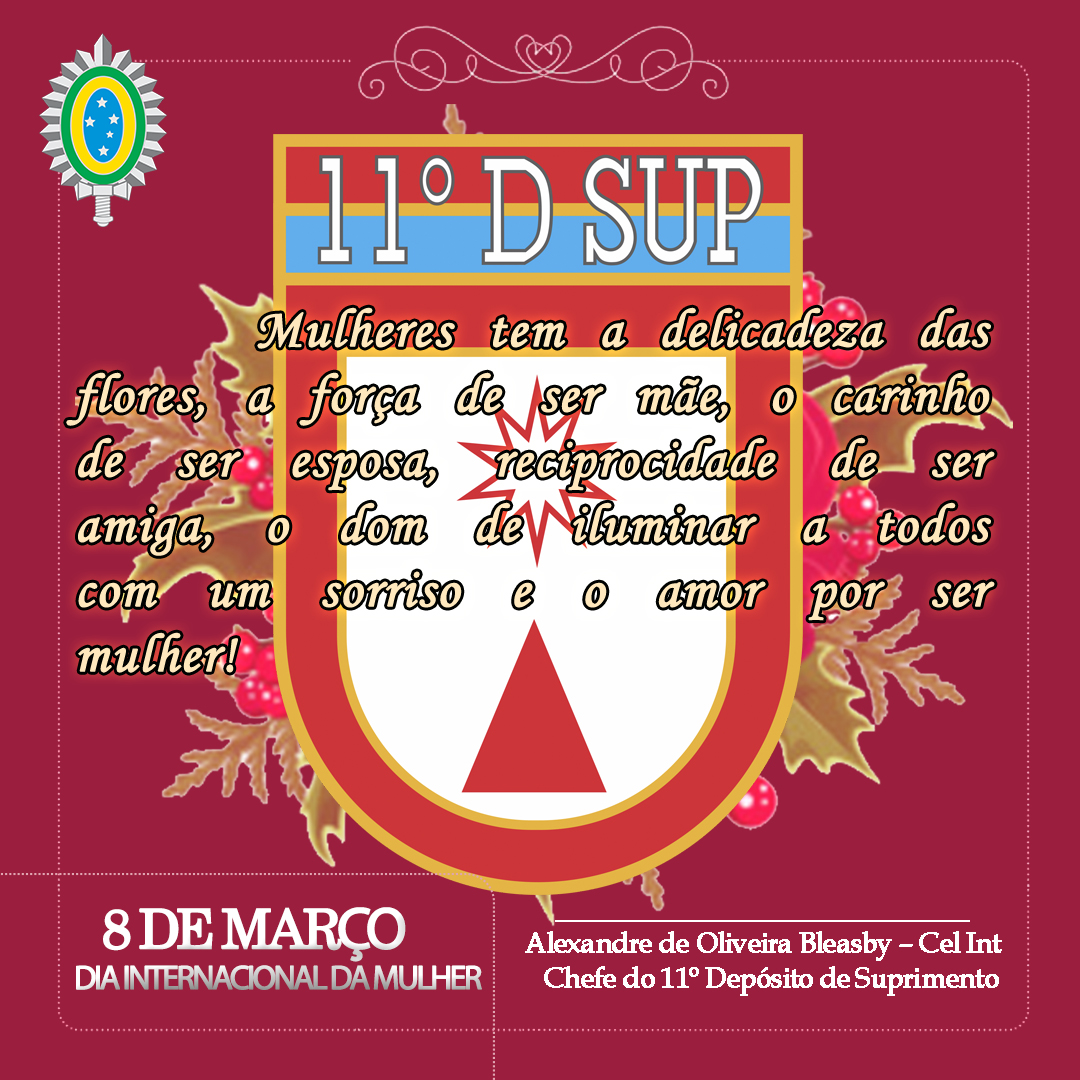 11º D SUP
Mulheres tem a delicadeza das
flores, a força de ser mãe, o carinho
de ser esposa, reciprocidade de ser
amiga, o dom de iluminar a todos
com um sorriso e o amor por ser
mulher!
8 DE MARÇO
DIA INTERNACIONAL DA MULHER
Alexandre de Oliveira Bleasby – Cel Int
Chefe do 11º Depósito de Suprimento